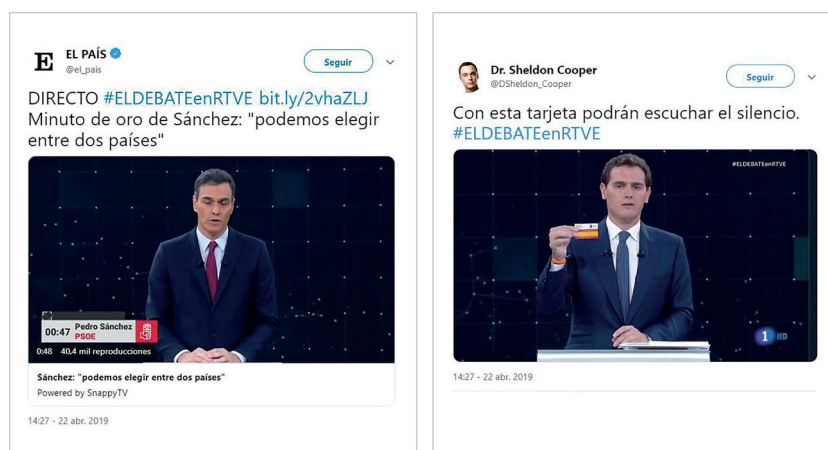 E
EL PAÍS
@el_pais
Seguir
DIRECTO #ELDEBATEenRTVE bit.ly/2vhaZLJ
Minuto de oro de Sánchez: "podemos elegir
entre dos países"
00:47 Pedro Sánchez
PSOE
0:48 40,4 mil reproducciones
Sánchez: "podemos elegir entre dos países"
Powered by SnappyTV
14:27 - 22 abr. 2019
Dr. Sheldon Cooper
@DSheldon_Cooper
Seguir
Con esta tarjeta podrán escuchar el silencio.
#ELDEBATEenRTVE
#ELDEBATEenRTVE
1 HD
14:27 - 22 abr. 2019